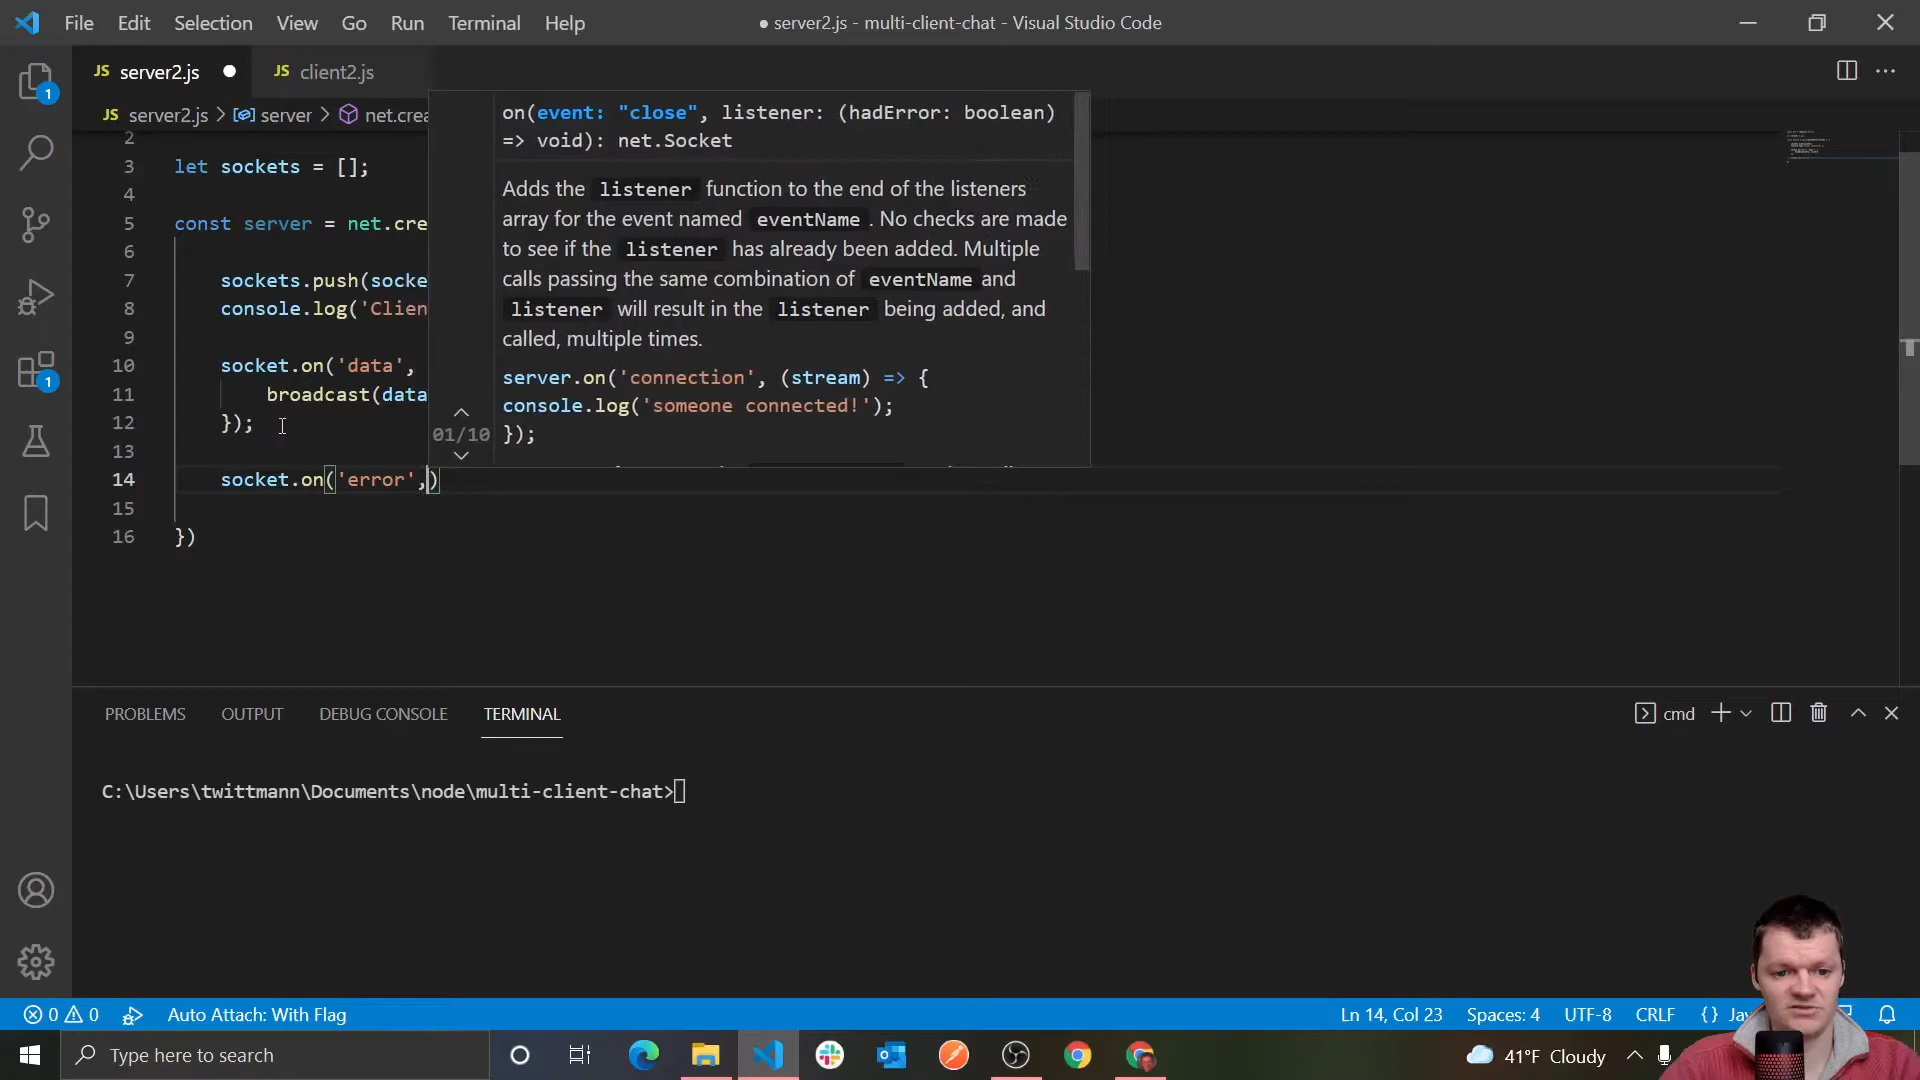 File Edit Selection View Go Run Terminal Help
● server2.js - multi-client-chat - Visual Studio Code
JS server2.js ●
JS client2.js
JS server2.js > server > net.crea
2
3 let sockets = [];
4
5 const server = net.cre
6
7 sockets.push(socke
8 console.log('Clien
9
10 socket.on('data',
11 broadcast(data
12 });
13
14 socket.on('error',)
15
16 })
on(event: "close", listener: (hadError: boolean)
=> void): net.Socket
Adds the listener function to the end of the listeners
array for the event named eventName. No checks are made
to see if the listener has already been added. Multiple
calls passing the same combination of eventName and
listener will result in the listener being added, and
called, multiple times.
server.on('connection', (stream) => {
console.log('someone connected!');
});
01/10
1
1
PROBLEMS OUTPUT DEBUG CONSOLE TERMINAL
cmd
C:\Users\twittmann\Documents\node\multi-client-chat>
0 0 Auto Attach: With Flag
Ln 14, Col 23 Spaces: 4 UTF-8 CRLF {}
Type here to search
41°F Cloudy